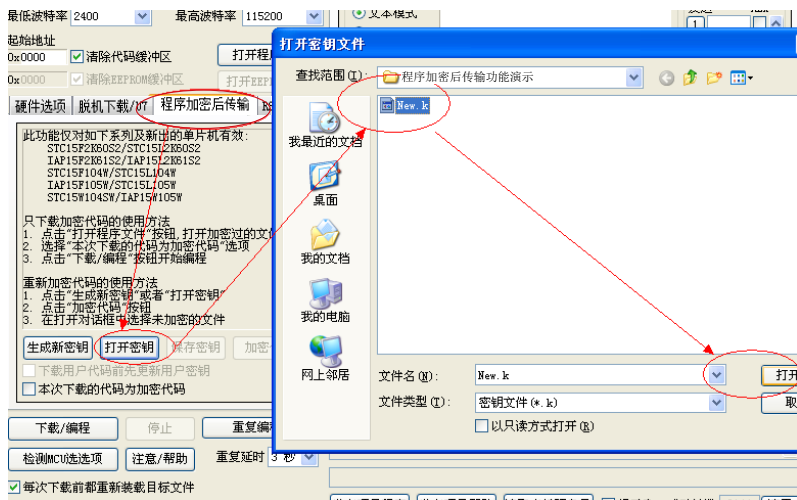 最低波特率 2400 最高波特率 115200
文本模式
起始地址
0x0000 清除代码缓冲区 打开程
0x0000 清除EEPROM缓冲区 打开EEP
硬件选项 脱机下载/U7 程序加密后传输
此功能仅对如下系列及新出的单片机有效:
STC15F2K60S2/STC15L2K60S2
IAP15F2K61S2/IAP15L2K61S2
STC15F104W/STC15L104W
IAP15F105W/STC15L105W
STC15W104SW/IAP15W105W
只下载加密代码的使用方法
1. 点击"打开程序文件"按钮,打开加密过的文
2. 选择"本次下载的代码为加密代码"选项
3. 点击"下载/编程"按钮开始编程
重新加密代码的使用方法
1. 点击"生成新密钥"或者"打开密钥"
2. 点击"加密代码"按钮
3. 在打开对话框中选择未加密的文件
生成新密钥 打开密钥 保存密钥 加密
下载用户代码前先更新用户密钥
本次下载的代码为加密代码
下载/编程 停止 重复编
检测MCU选选项 注意/帮助 重复延时 3 秒
每次下载前都重新装载目标文件
打开密钥文件
查找范围(I): 程序加密后传输功能演示
New.k
我最近的文档
桌面
我的文档
我的电脑
网上邻居
文件名(N): New.k 打开
文件类型(T): 密钥文件(*.k) 取
以只读方式打开(R)